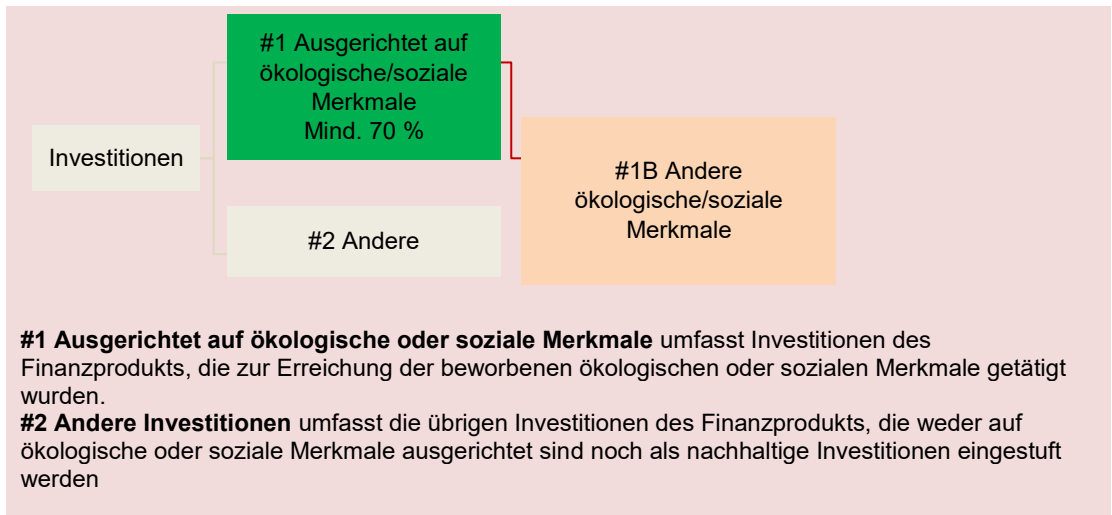 #1 Ausgerichtet auf
ökologische/soziale
Merkmale
Mind. 70 %
Investitionen
#1B Andere
ökologische/soziale
Merkmale
#2 Andere
#1 Ausgerichtet auf ökologische oder soziale Merkmale umfasst Investitionen des
Finanzprodukts, die zur Erreichung der beworbenen ökologischen oder sozialen Merkmale getätigt
wurden.
#2 Andere Investitionen umfasst die übrigen Investitionen des Finanzprodukts, die weder auf
ökologische oder soziale Merkmale ausgerichtet sind noch als nachhaltige Investitionen eingestuft
werden